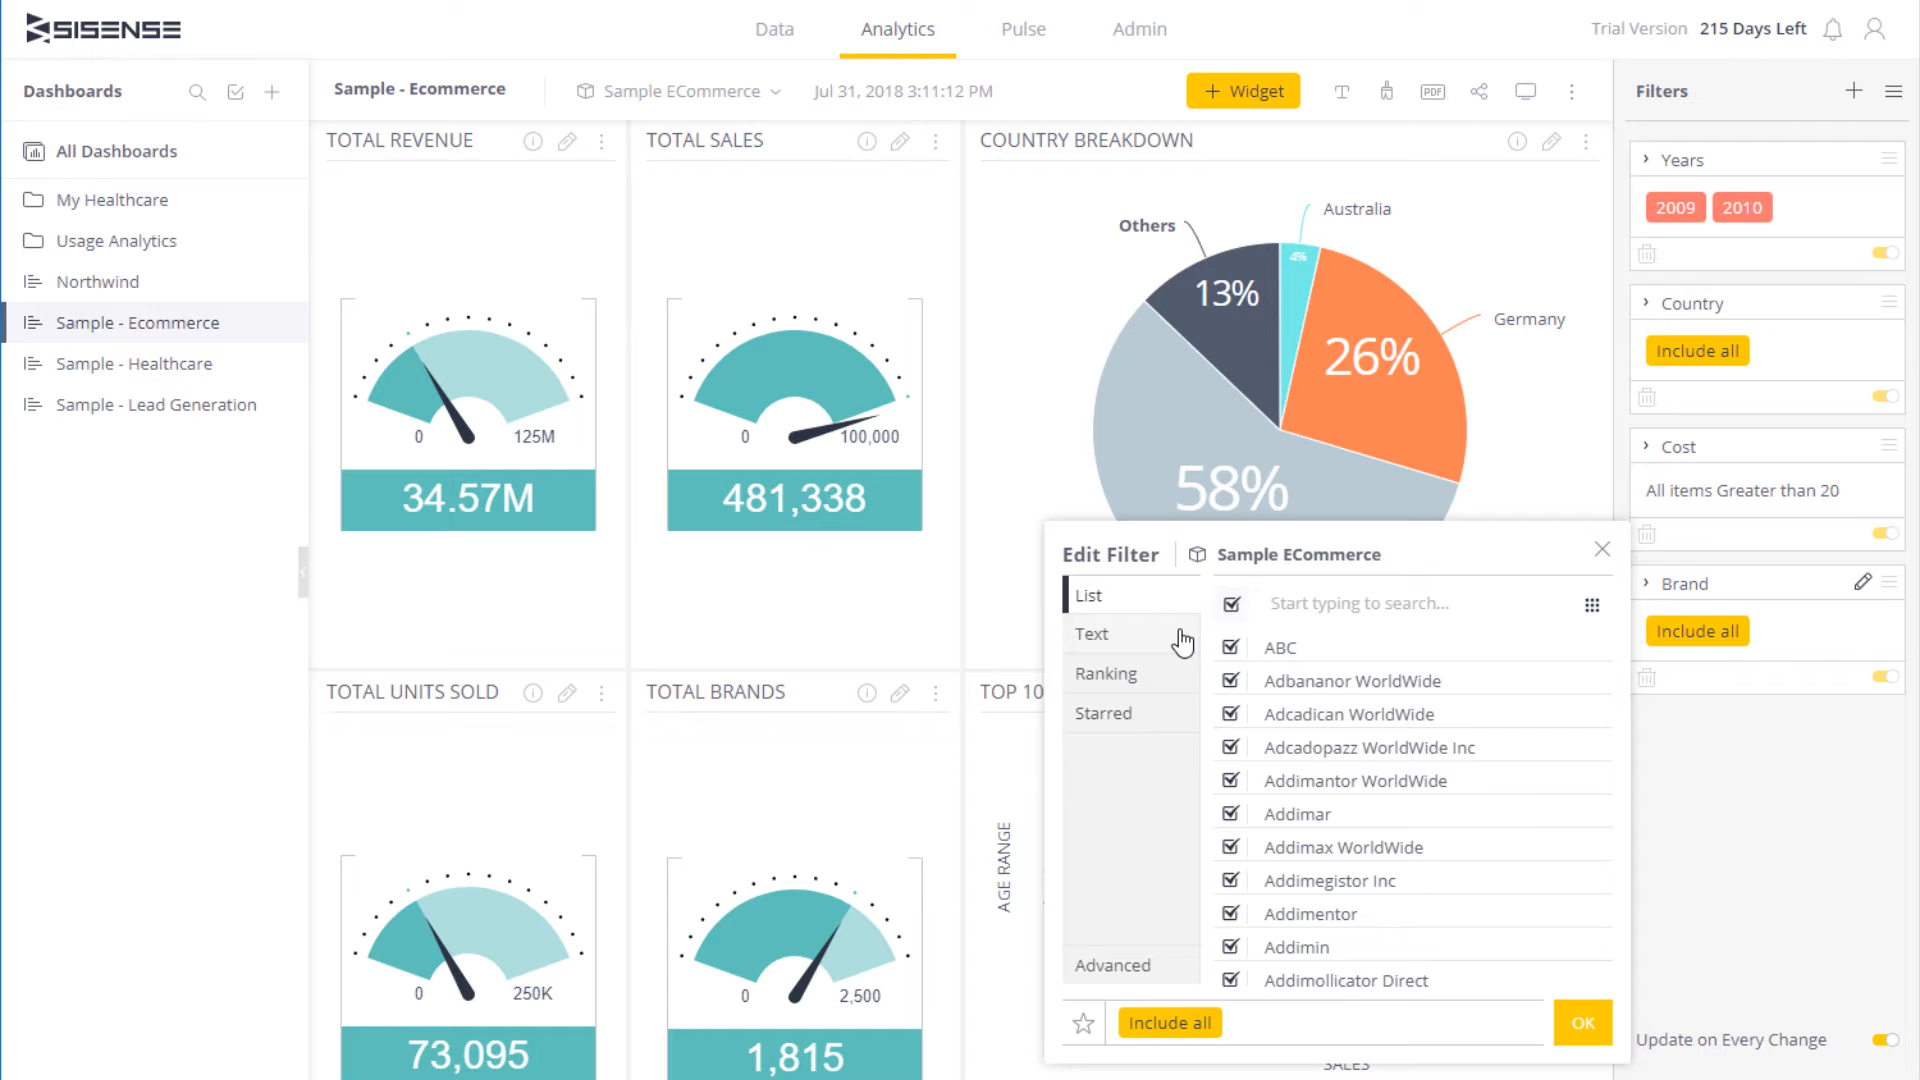 SISENSE
Data
Analytics
Pulse
Admin
Trial Version 215 Days Left
Dashboards
All Dashboards
My Healthcare
Usage Analytics
Northwind
Sample - Ecommerce
Sample - Healthcare
Sample - Lead Generation
Sample - Ecommerce
Sample ECommerce
Jul 31, 2018 3:11:12 PM
+ Widget
PDF
TOTAL REVENUE
0
125M
34.57M
TOTAL SALES
0
100,000
481,338
COUNTRY BREAKDOWN
Others
Australia
Germany
13%
4%
26%
58%
TOTAL UNITS SOLD
0
250K
73,095
TOTAL BRANDS
0
2,500
1,815
TOP 10
AGE RANGE
SALES
Edit Filter
Sample ECommerce
List
Text
Ranking
Starred
Advanced
Start typing to search...
ABC
Adbananor WorldWide
Adcadican WorldWide
Adcadopazz WorldWide Inc
Addimantor WorldWide
Addimar
Addimax WorldWide
Addimegistor Inc
Addimentor
Addimin
Addimollicator Direct
Include all
OK
Filters
Years
2009 2010
Country
Include all
Cost
All items Greater than 20
Brand
Include all
Update on Every Change